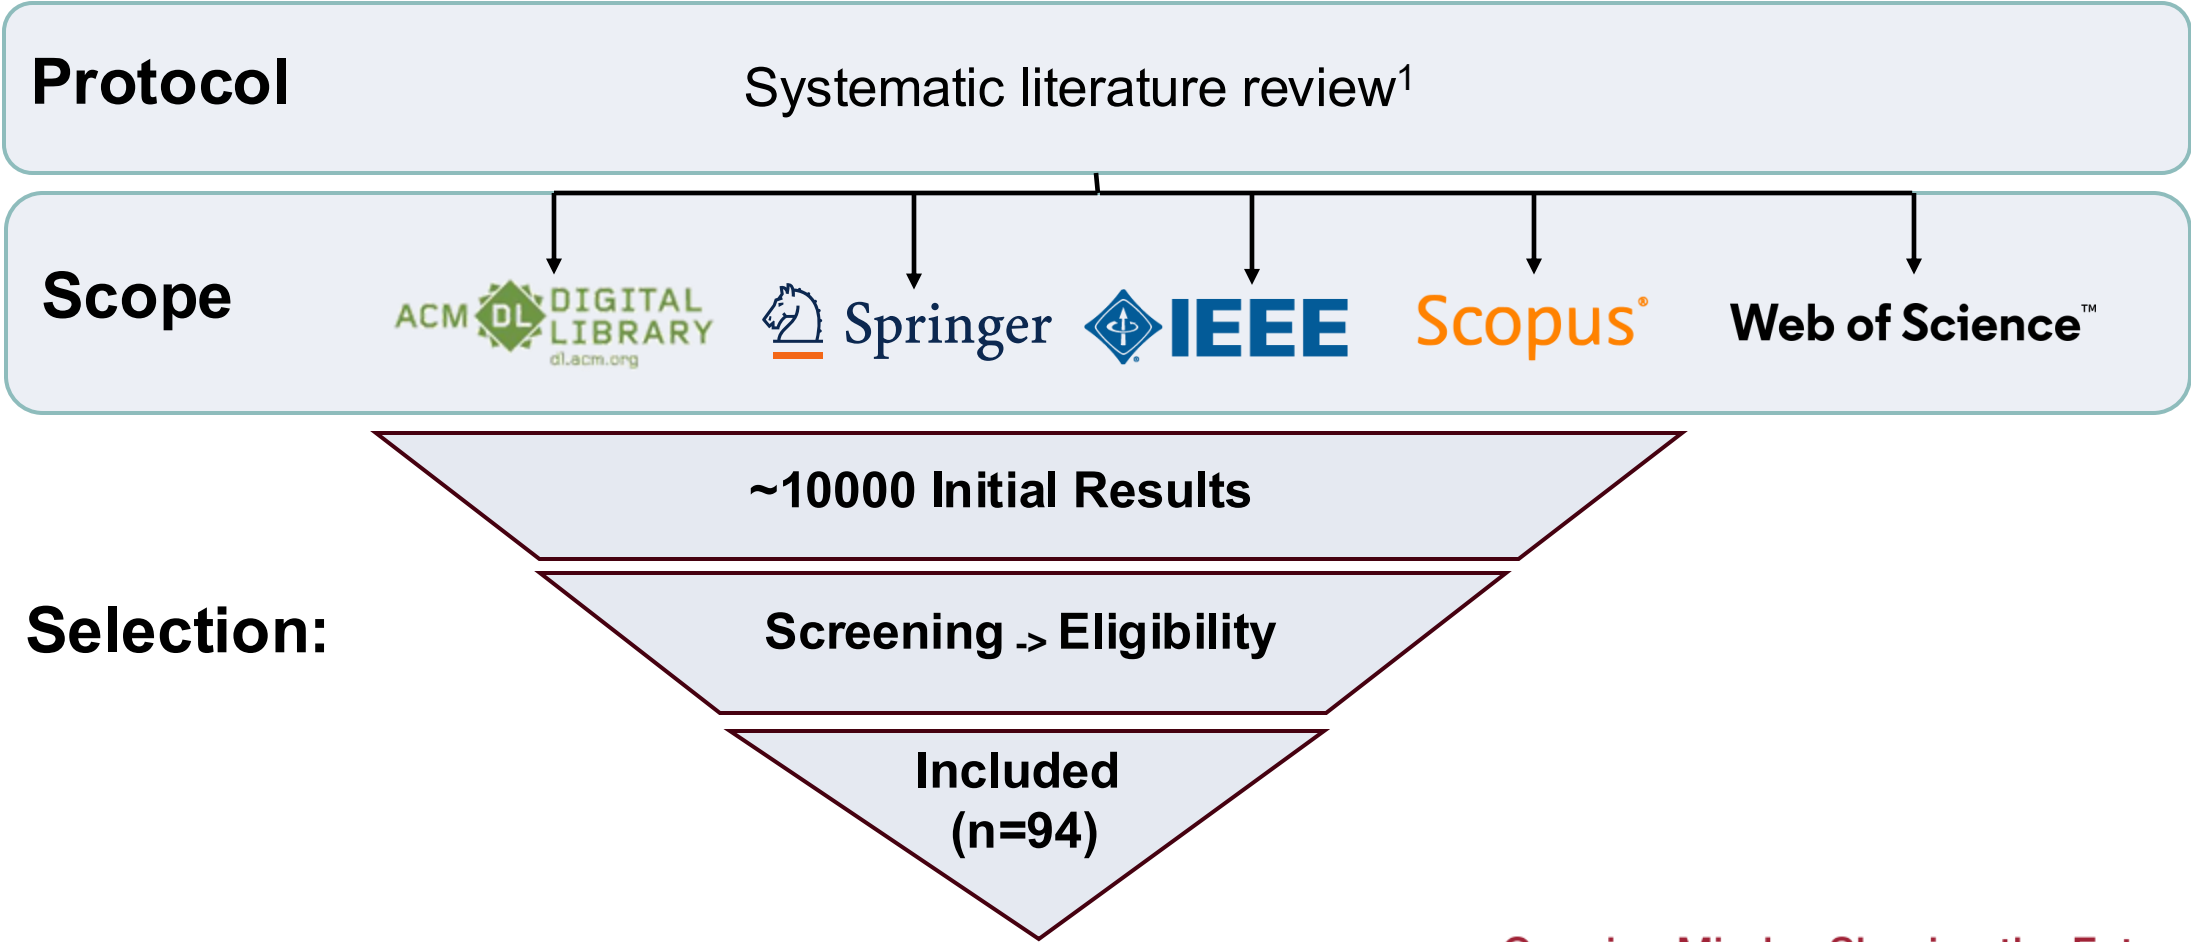 Protocol
Systematic literature review¹
Scope
ACM DL DIGITAL LIBRARY
dl.acm.org
Springer
IEEE
Scopus®
Web of Science™
~10000 Initial Results
Selection:
Screening -> Eligibility
Included
(n=94)